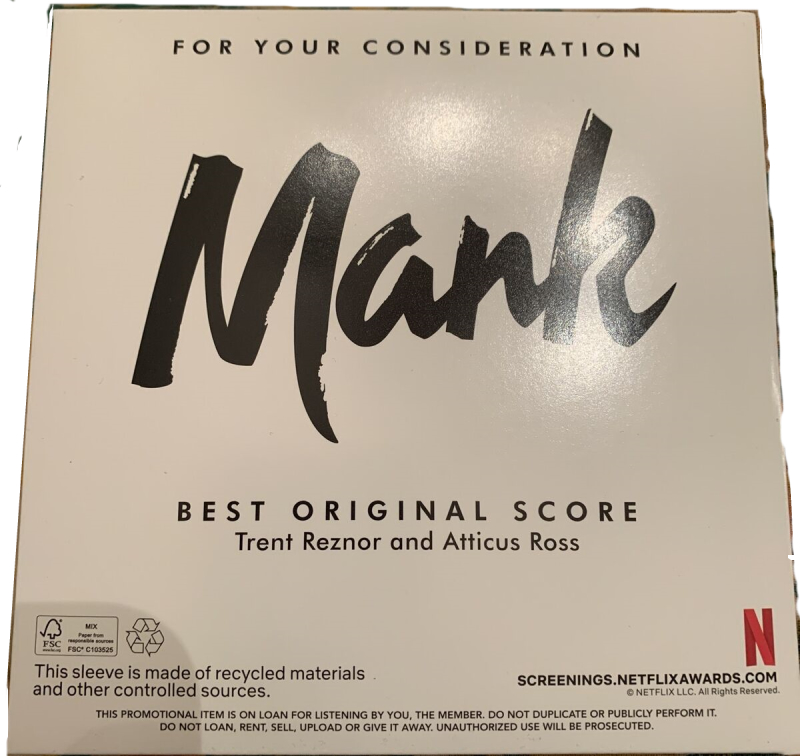 FOR YOUR CONSIDERATION
Mank
BEST ORIGINAL SCORE
Trent Reznor and Atticus Ross
FSC
MIX
Paper from
responsible sources
FSC® C103525
N
This sleeve is made of recycled materials
and other controlled sources.
SCREENINGS.NETFLIXAWARDS.COM
© NETFLIX LLC. All Rights Reserved.
THIS PROMOTIONAL ITEM IS ON LOAN FOR LISTENING BY YOU, THE MEMBER. DO NOT DUPLICATE OR PUBLICLY PERFORM IT.
DO NOT LOAN, RENT, SELL, UPLOAD OR GIVE IT AWAY. UNAUTHORIZED USE WILL BE PROSECUTED.